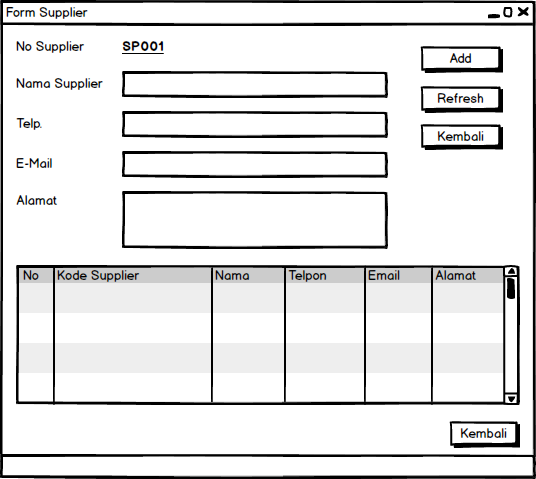 Form Supplier
No Supplier SP001
Add
Nama Supplier
Refresh
Telp.
Kembali
E-Mail
Alamat
No Kode Supplier Nama Telpon Email Alamat
Kembali